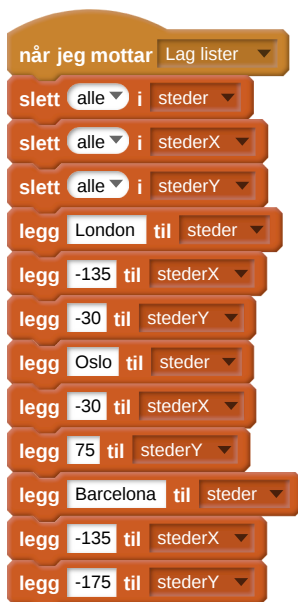 når jeg mottar Lag lister
slett alle i steder
slett alle i stederX
slett alle i stederY
legg London til steder
legg -135 til stederX
legg -30 til stederY
legg Oslo til steder
legg -30 til stederX
legg 75 til stederY
legg Barcelona til steder
legg -135 til stederX
legg -175 til stederY